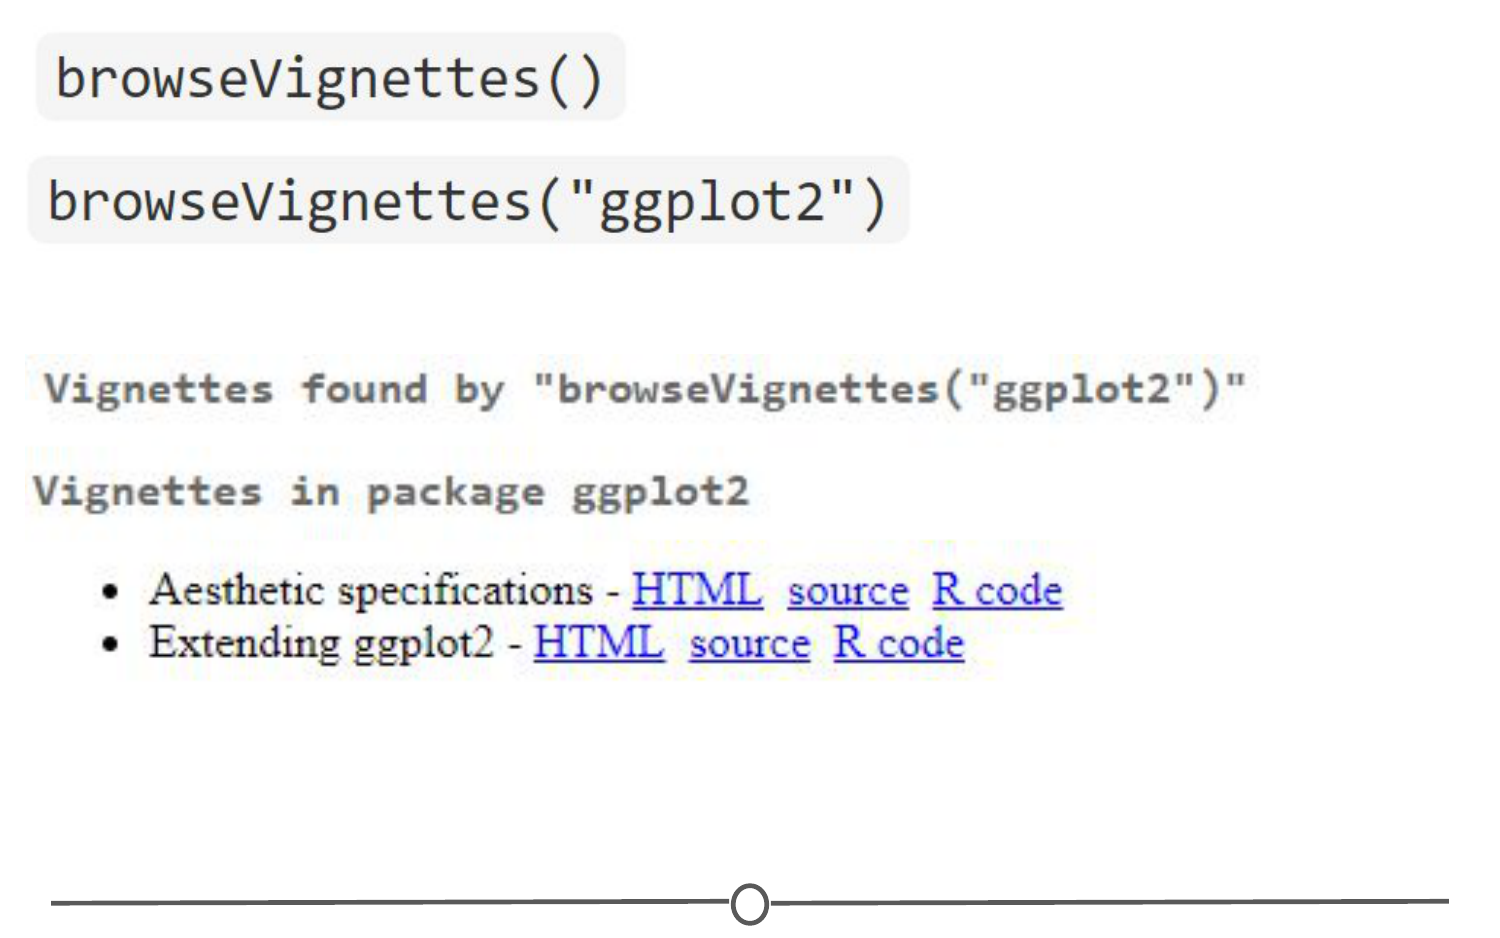 browseVignettes()
browseVignettes("ggplot2")
Vignettes found by "browseVignettes("ggplot2")"
Vignettes in package ggplot2
• Aesthetic specifications - HTML source R code
• Extending ggplot2 - HTML source R code